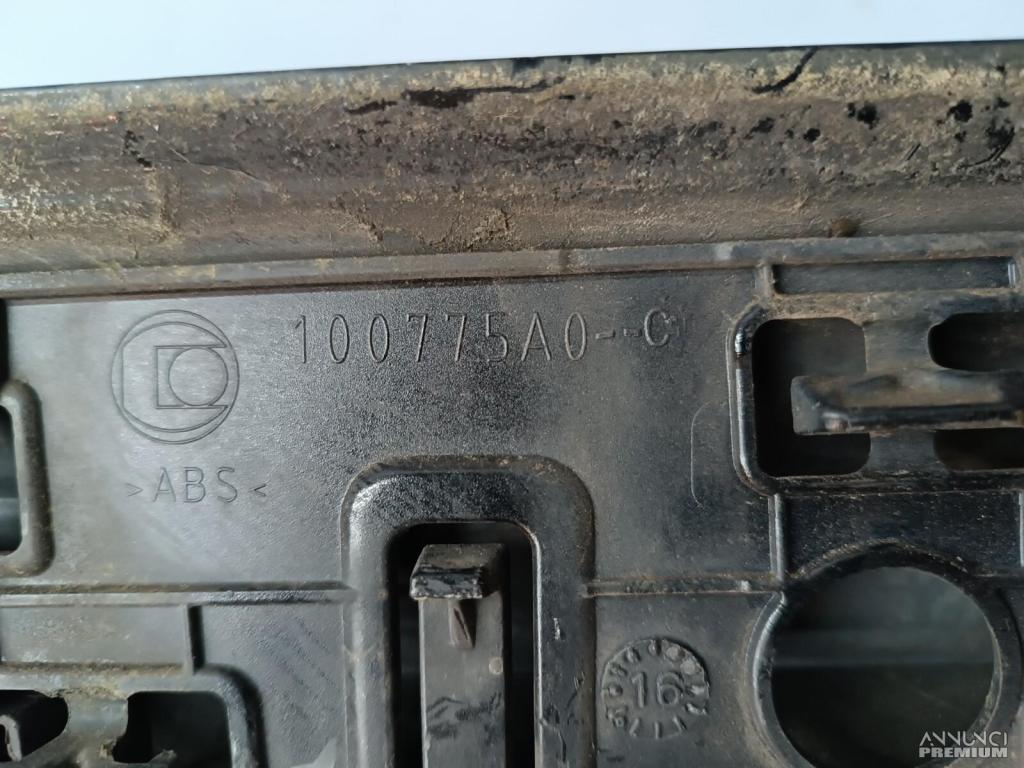 100775A0--C
>ABS<
16
ANNUNCI
PREMIUM